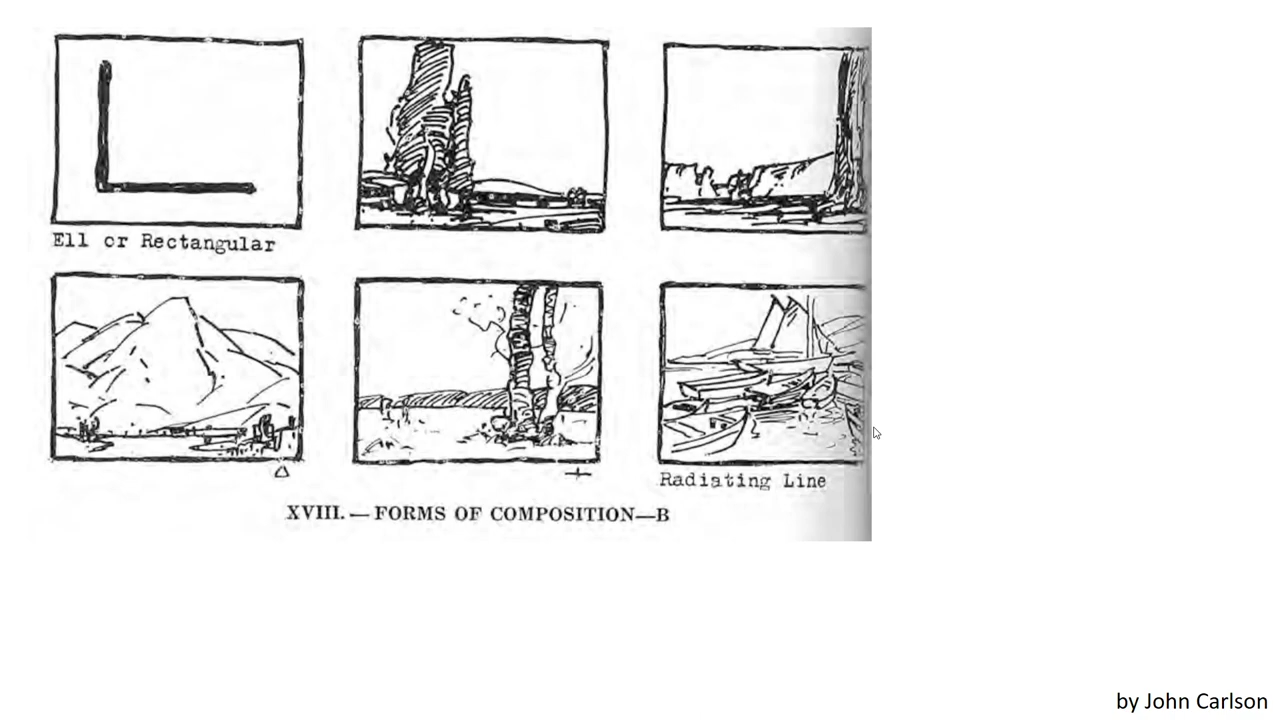 Ell or Rectangular
Radiating Line
XVIII. — FORMS OF COMPOSITION—B
by John Carlson